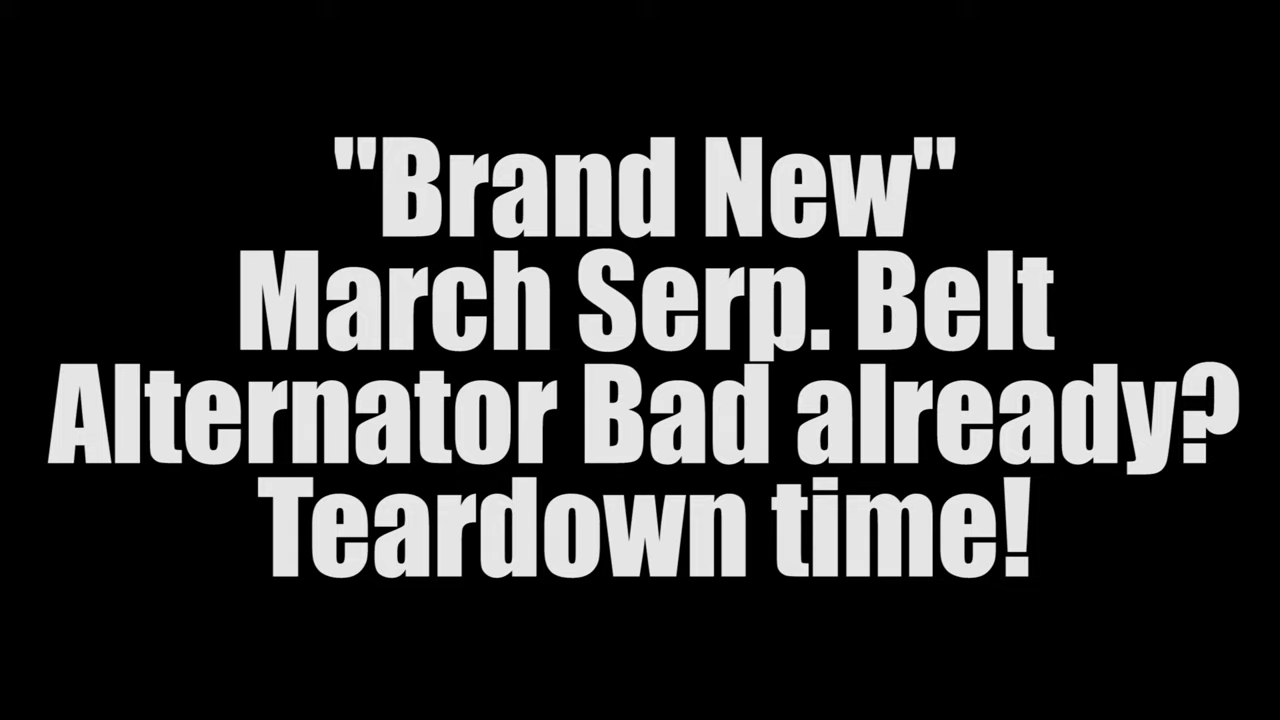 "Brand New"
March Serp. Belt
Alternator Bad already?
Teardown time!